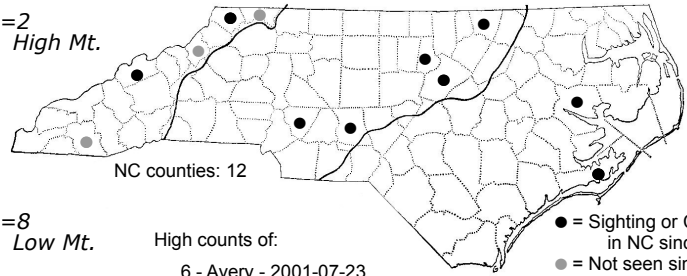 =2
High Mt.
NC counties: 12
=8
Low Mt.
High counts of:
6 - Avery - 2001-07-23
● = Sighting or
in NC sinc
● = Not seen sin